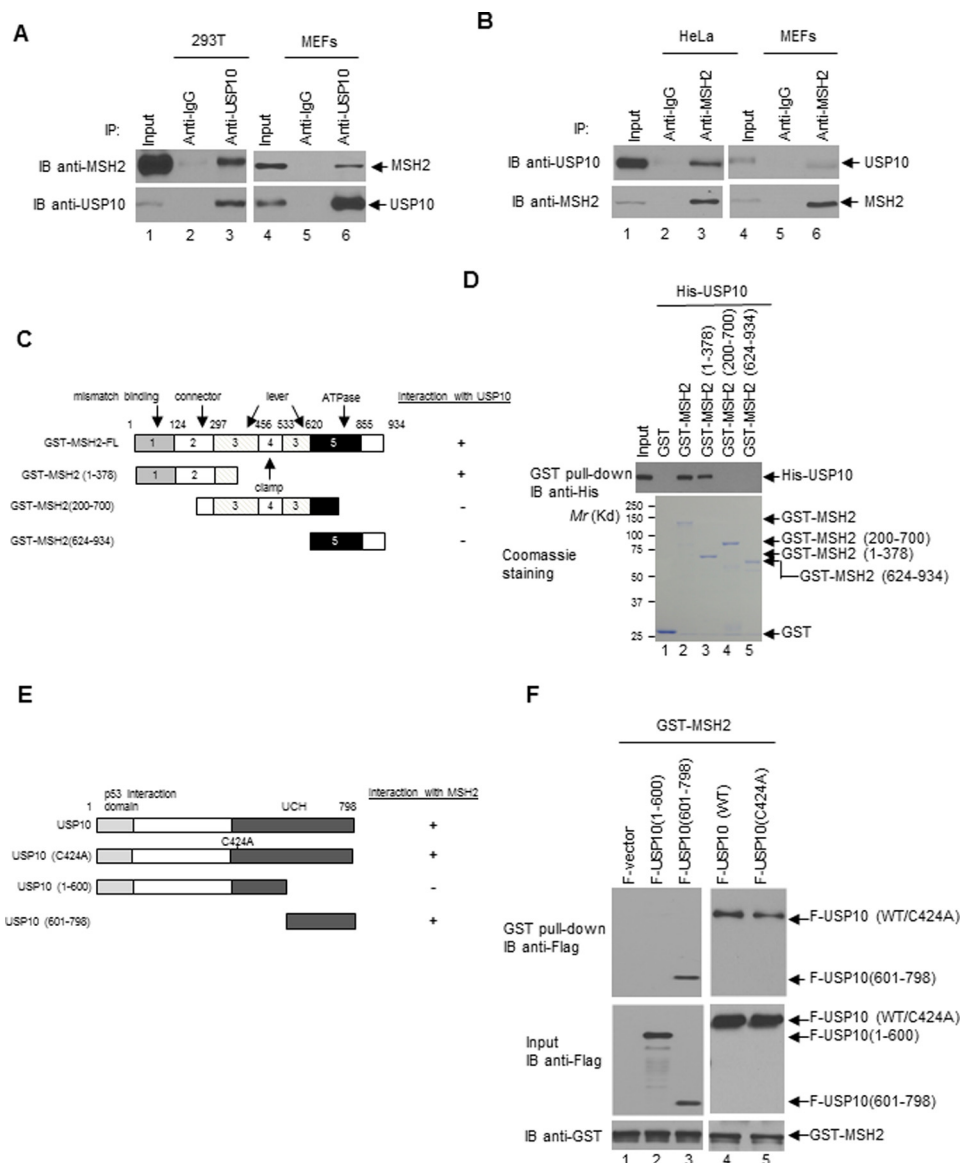 A
293T
MEFs
IP:
Input
Anti-IgG
Anti-USP10
Input
Anti-IgG
Anti-USP10
IB anti-MSH2
MSH2
IB anti-USP10
USP10
1 2 3 4 5 6
B
HeLa
MEFs
IP:
Input
Anti-IgG
Anti-MSH2
Input
Anti-IgG
Anti-MSH2
IB anti-USP10
USP10
IB anti-MSH2
MSH2
1 2 3 4 5 6
C
mismatch binding connector lever ATPase Interaction with USP10
1 124 297 456 533 620 855 934
GST-MSH2-FL 1 2 3 4 3 5 +
GST-MSH2 (1-378) 1 2 +
clamp
GST-MSH2(200-700) 3 4 3 -
GST-MSH2(624-934) 5 -
D
His-USP10
Input
GST
GST-MSH2
GST-MSH2 (1-378)
GST-MSH2 (200-700)
GST-MSH2 (624-934)
GST pull-down
IB anti-His
His-USP10
Mr (Kd)
250
150
100
75
50
37
25
Coomassie
staining
GST-MSH2
GST-MSH2 (200-700)
GST-MSH2 (1-378)
GST-MSH2 (624-934)
GST
1 2 3 4 5
E
p53 Interaction
domain
1 UCH 798 Interaction with MSH2
USP10 +
C424A
USP10 (C424A) +
USP10 (1-600) -
USP10 (601-798) +
F
GST-MSH2
F-vector
F-USP10(1-600)
F-USP10(601-798)
F-USP10 (WT)
F-USP10(C424A)
GST pull-down
IB anti-Flag
F-USP10 (WT/C424A)
F-USP10(601-798)
Input
IB anti-Flag
F-USP10 (WT/C424A)
F-USP10(1-600)
F-USP10(601-798)
IB anti-GST
GST-MSH2
1 2 3 4 5